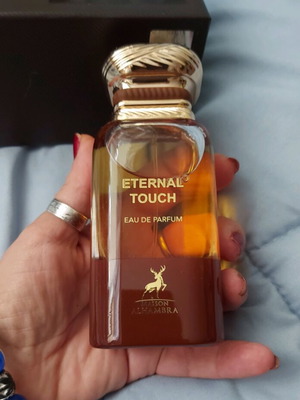 ETERNAL
TOUCH
EAU DE PARFUM
MAISON
ALHAMBRA